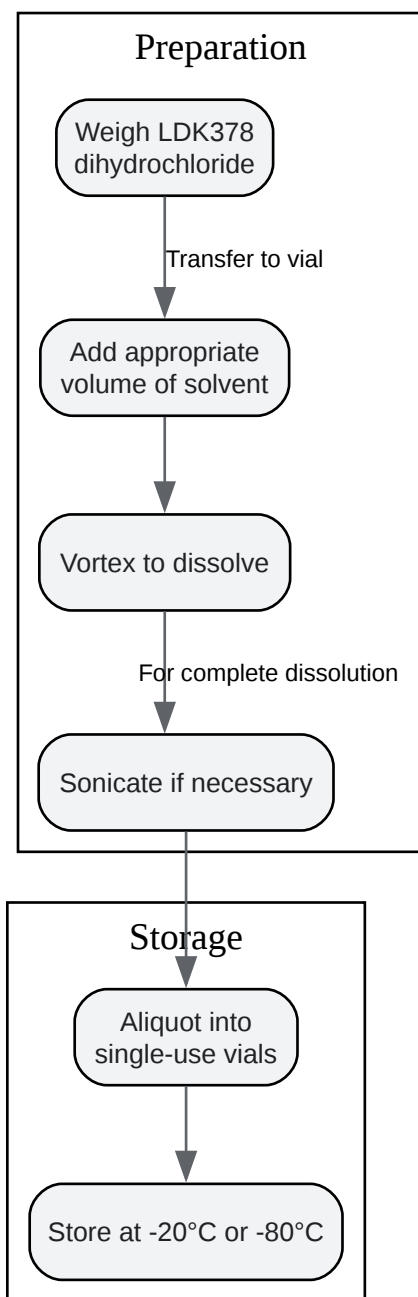 Preparation
Weigh LDK378
dihydrochloride
Transfer to vial
Add appropriate
volume of solvent
Vortex to dissolve
For complete dissolution
Sonicate if necessary
Storage
Aliquot into
single-use vials
Store at -20°C or -80°C